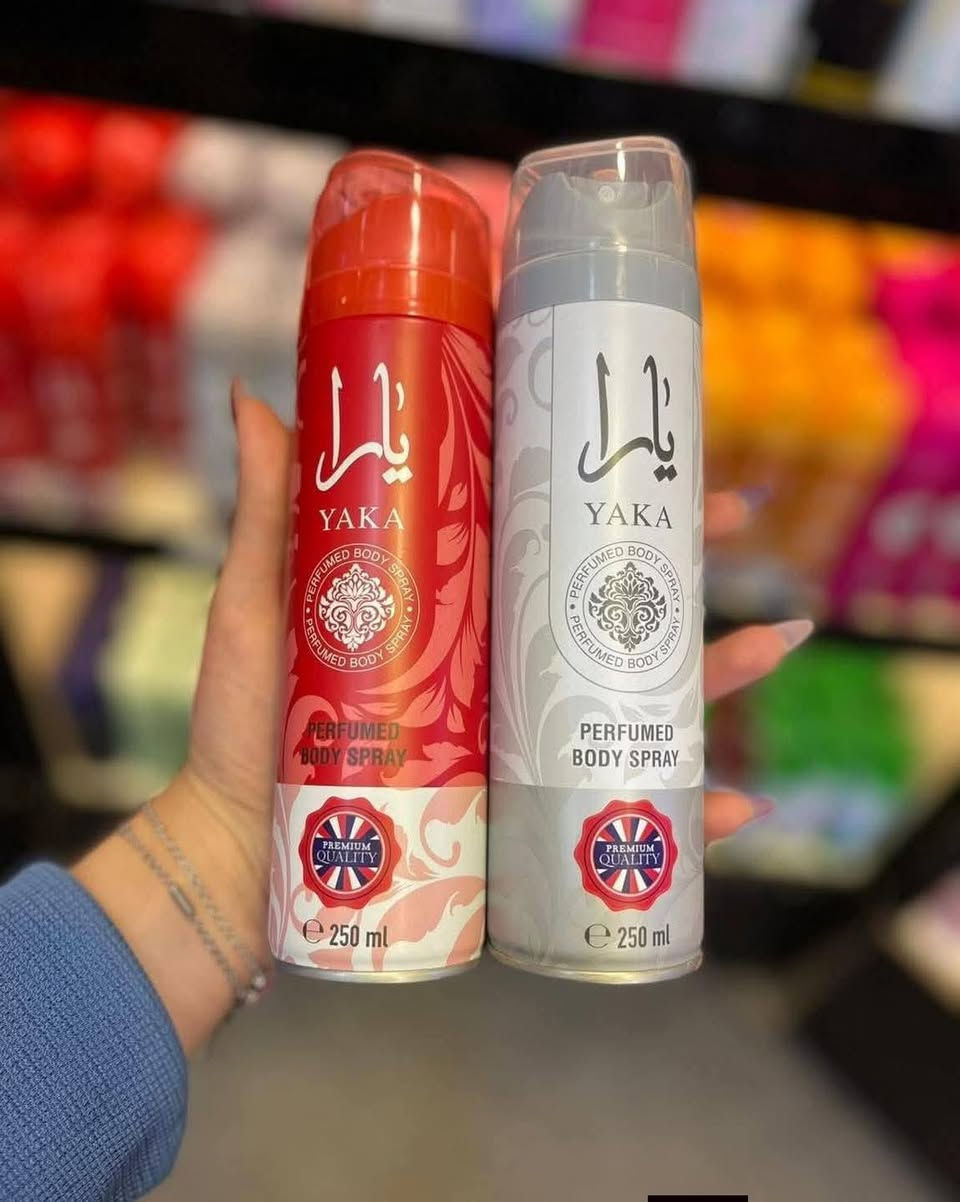 يارا
YAKA
• PERFUMED BODY SPRAY • PERFUMED BODY SPRAY
PERFUMED
BODY SPRAY
PREMIUM
QUALITY
℮ 250 ml
يارا
YAKA
• PERFUMED BODY SPRAY • PERFUMED BODY SPRAY
PERFUMED
BODY SPRAY
PREMIUM
QUALITY
℮ 250 ml